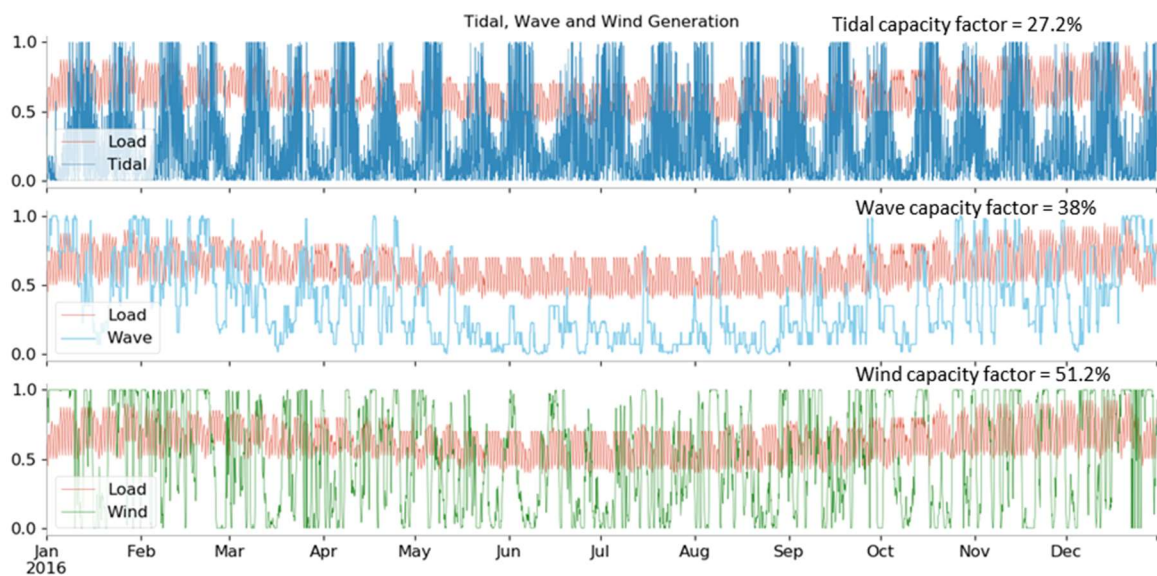 Tidal, Wave and Wind Generation
Tidal capacity factor = 27.2%
1.0
0.5
0.0
Load
Tidal
Wave capacity factor = 38%
1.0
0.5
0.0
Load
Wave
Wind capacity factor = 51.2%
1.0
0.5
0.0
Load
Wind
Jan Feb Mar Apr May Jun Jul Aug Sep Oct Nov Dec
2016